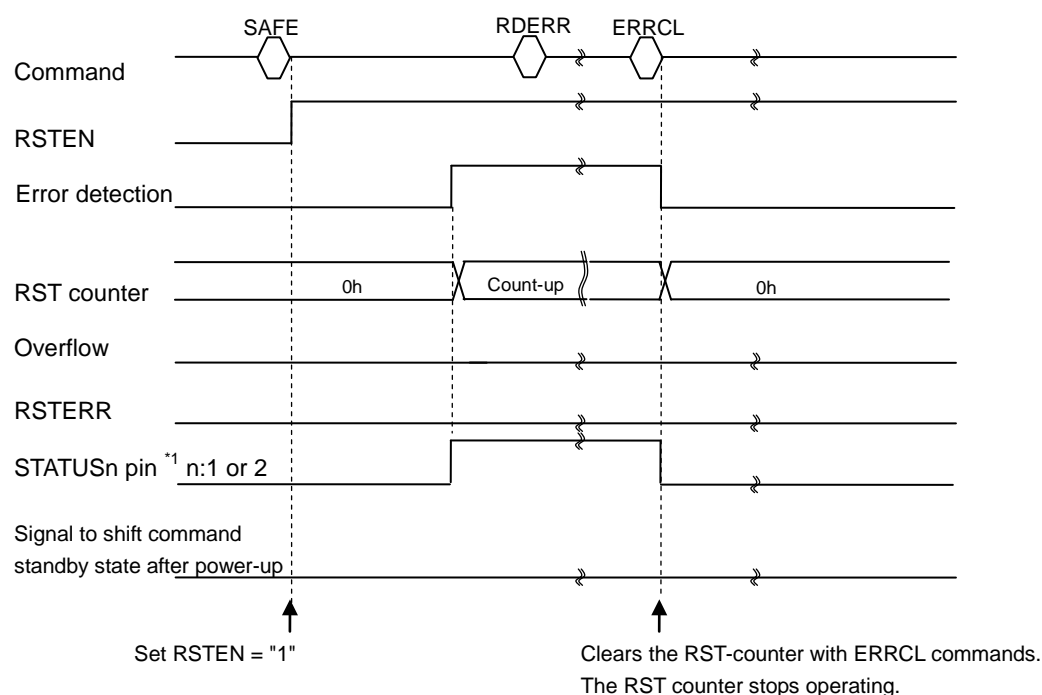 SAFE RDERR ERRCL
Command
RSTEN
Error detection
RST counter 0h Count-up 0h
Overflow
RSTERR
STATUSn pin *1 n:1 or 2
Signal to shift command
standby state after power-up
Set RSTEN = "1" Clears the RST-counter with ERRCL commands.
The RST counter stops operating.